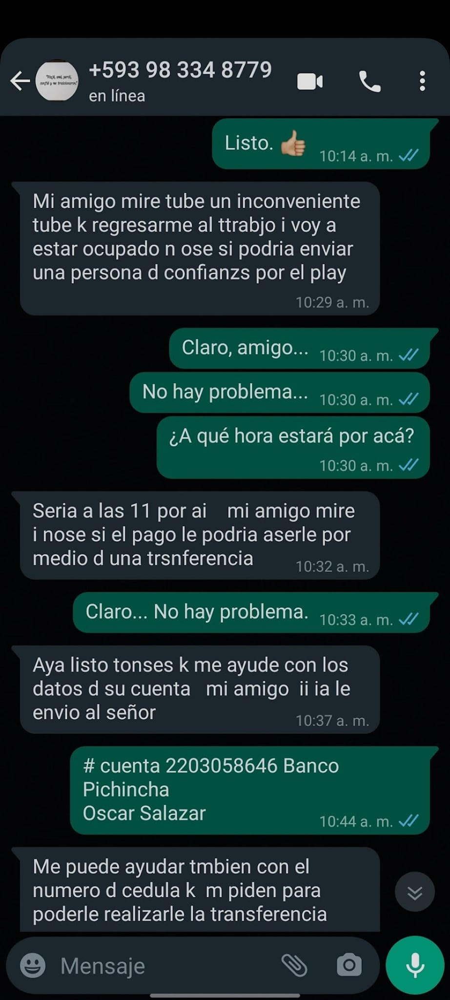 "Viajé, amé, perdí,
confié y me traicionaron."
+593 98 334 8779
en línea
Listo. 👍🏼
10:14 a. m.
Mi amigo mire tube un inconveniente
tube k regresarme al ttrabjo i voy a
estar ocupado n ose si podria enviar
una persona d confianzs por el play
10:29 a. m.
Claro, amigo...
10:30 a. m.
No hay problema...
10:30 a. m.
¿A qué hora estará por acá?
10:30 a. m.
Seria a las 11 por ai    mi amigo mire
i nose si el pago le podria aserle por
medio d una trsnferencia
10:32 a. m.
Claro... No hay problema.
10:33 a. m.
Aya listo tonses k me ayude con los
datos d su cuenta   mi amigo  ii ia le
envio al señor
10:37 a. m.
# cuenta 2203058646 Banco
Pichincha
Oscar Salazar
10:44 a. m.
Me puede ayudar tmbien con el
numero d cedula k  m piden para
poderle realizarle la transferencia
Mensaje